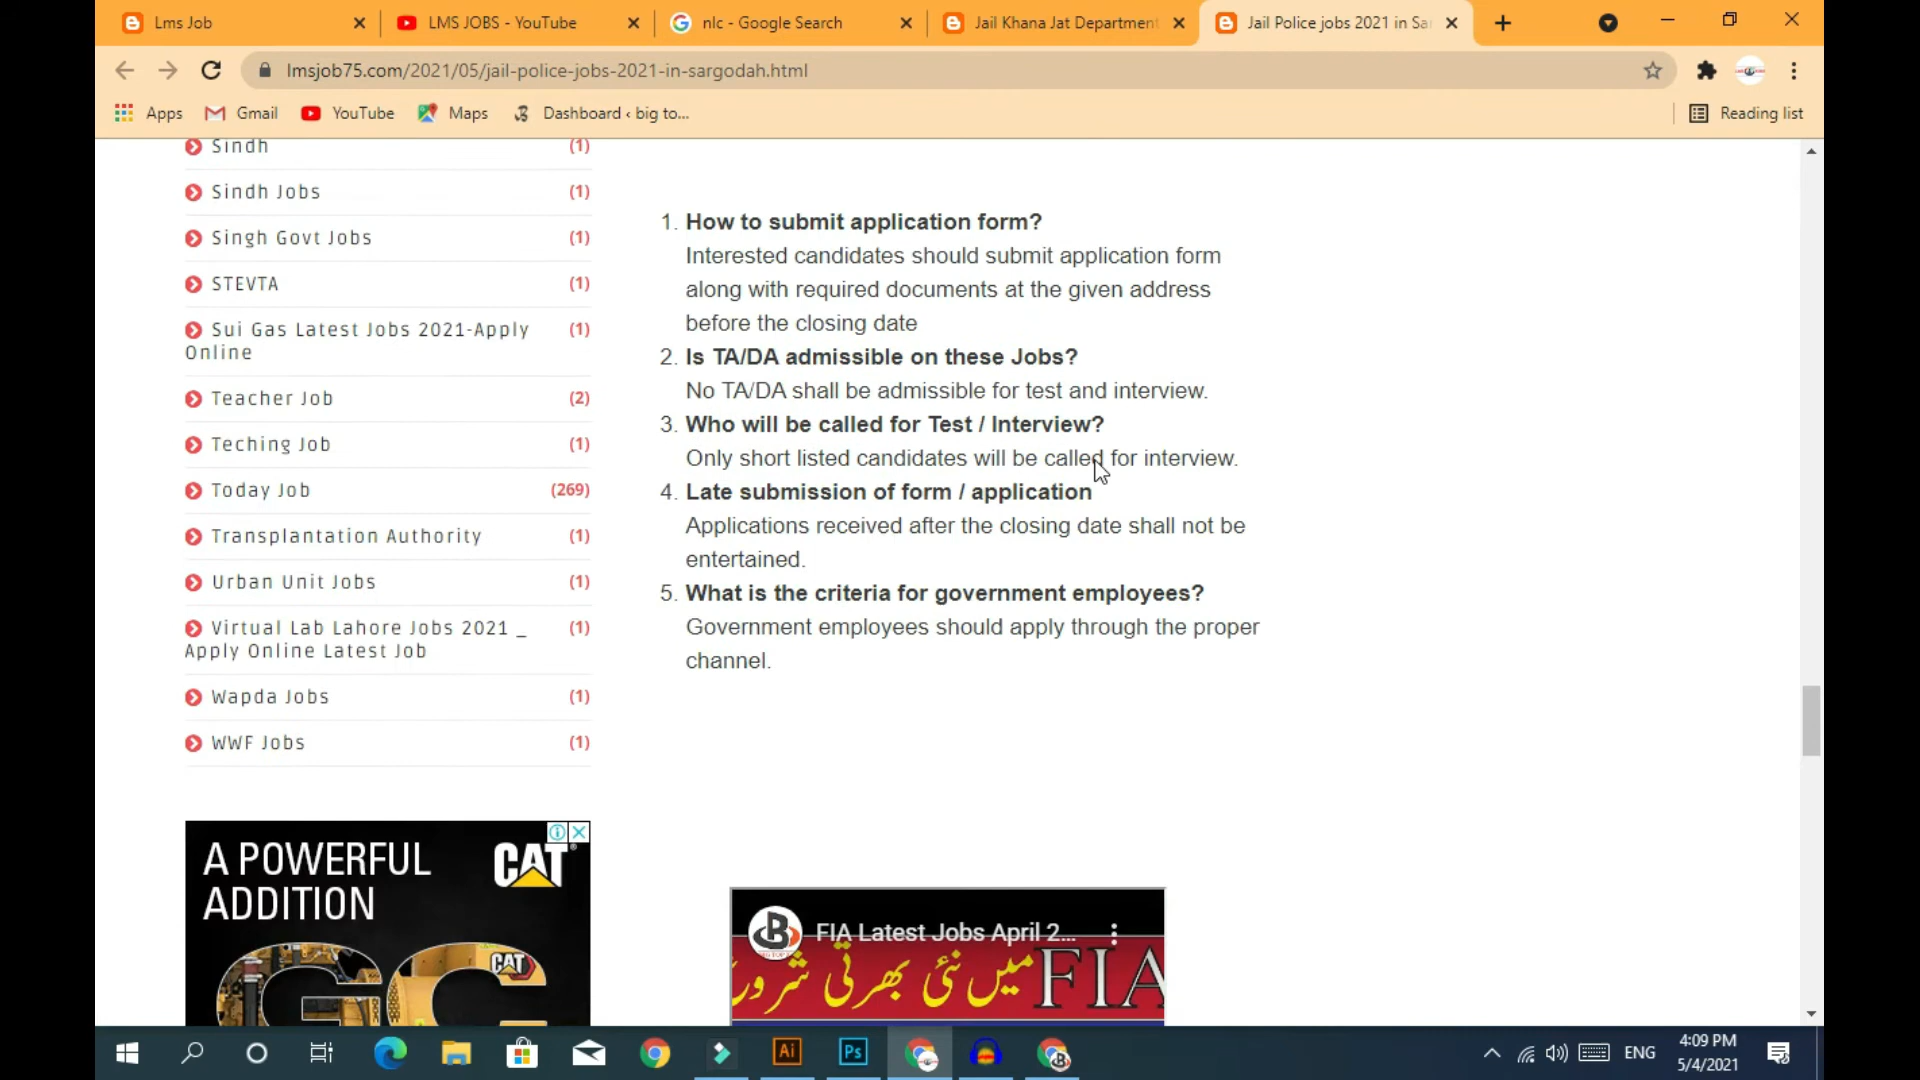 Lms Job
LMS JOBS - YouTube
nlc - Google Search
Jail Khana Jat Department
Jail Police jobs 2021 in Sar
lmsjob75.com/2021/05/jail-police-jobs-2021-in-sargodah.html
Apps
Gmail
YouTube
Maps
Dashboard ‹ big to...
Reading list
Sindh (1)
Sindh Jobs (1)
Singh Govt Jobs (1)
STEVTA (1)
Sui Gas Latest Jobs 2021-Apply (1)
Online
Teacher Job (2)
Teching Job (1)
Today Job (269)
Transplantation Authority (1)
Urban Unit Jobs (1)
Virtual Lab Lahore Jobs 2021 _ (1)
Apply Online Latest Job
Wapda Jobs (1)
WWF Jobs (1)
A POWERFUL
ADDITION
CAT
GC
CAT
1. How to submit application form?
Interested candidates should submit application form
along with required documents at the given address
before the closing date
2. Is TA/DA admissible on these Jobs?
No TA/DA shall be admissible for test and interview.
3. Who will be called for Test / Interview?
Only short listed candidates will be called for interview.
4. Late submission of form / application
Applications received after the closing date shall not be
entertained.
5. What is the criteria for government employees?
Government employees should apply through the proper
channel.
B
FIA Latest Jobs April 2...
FIA میں نئی بھرتی شرو
Ai
Ps
ENG
4:09 PM
5/4/2021